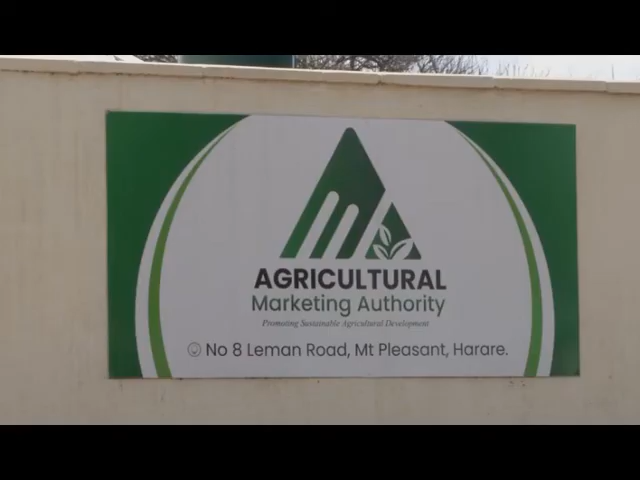 AGRICULTURAL
Marketing Authority
Promoting Sustainable Agricultural Development
No 8 Leman Road, Mt Pleasant, Harare.